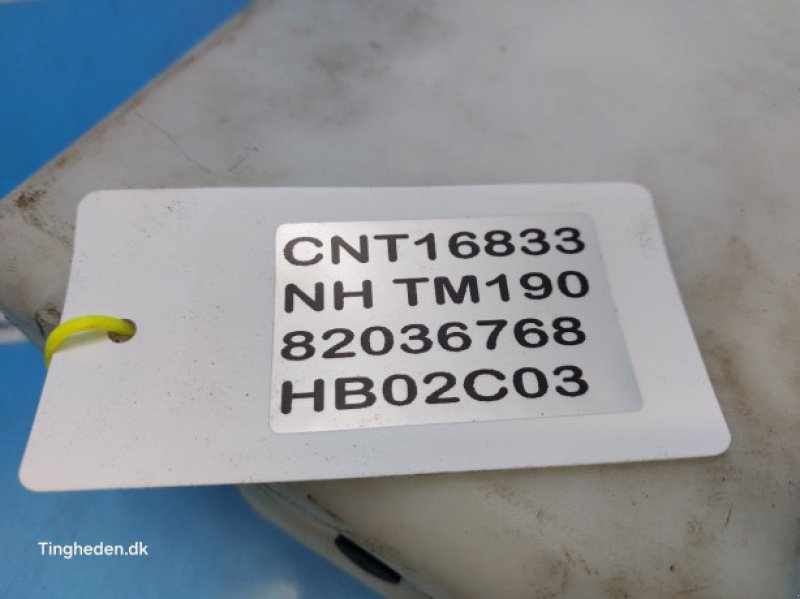 CNT16833
NH TM190
82036768
HB02C03
Tingheden.dk